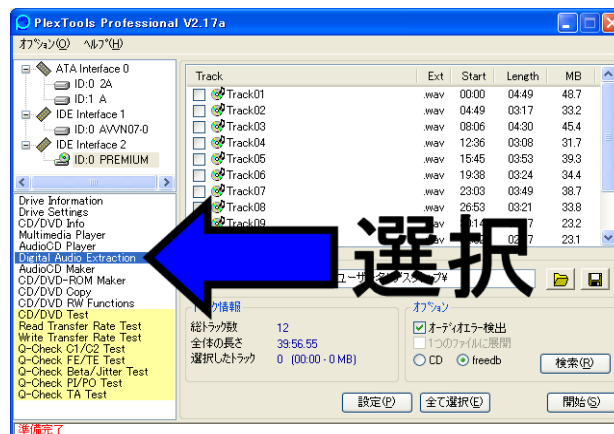 PlexTools Professional V2.17a
オプション(O) ヘルプ(H)
ATA Interface 0
ID:0 2A
ID:1 A
IDE Interface 1
ID:0 AVVN07-0
IDE Interface 2
ID:0 PREMIUM
Drive Information
Drive Settings
CD/DVD Info
Multimedia Player
AudioCD Player
Digital Audio Extraction
AudioCD Maker
CD/DVD-ROM Maker
CD/DVD Copy
CD/DVD RW Functions
CD/DVD Test
Read Transfer Rate Test
Write Transfer Rate Test
Q-Check C1/C2 Test
Q-Check FE/TE Test
Q-Check Beta/Jitter Test
Q-Check PI/PO Test
Q-Check TA Test
Track Ext Start Length MB
Track01 .wav 00:00 04:49 48.7
Track02 .wav 04:49 03:17 33.2
Track03 .wav 08:06 04:30 45.4
Track04 .wav 12:36 03:08 31.7
Track05 .wav 15:45 03:53 39.3
Track06 .wav 19:38 03:24 34.4
Track07 .wav 23:03 03:49 38.7
Track08 .wav 26:53 03:21 33.8
Track09 23.2
23.1
選択
トラック情報
総トラック数 12
全体の長さ 39:56.55
選択したトラック 0 (00:00 - 0 MB)
オプション
オーディオエラー検出
1つのファイルに展開
CD freedb
検索(R)
設定(P) 全て選択(E) 開始(S)
準備完了